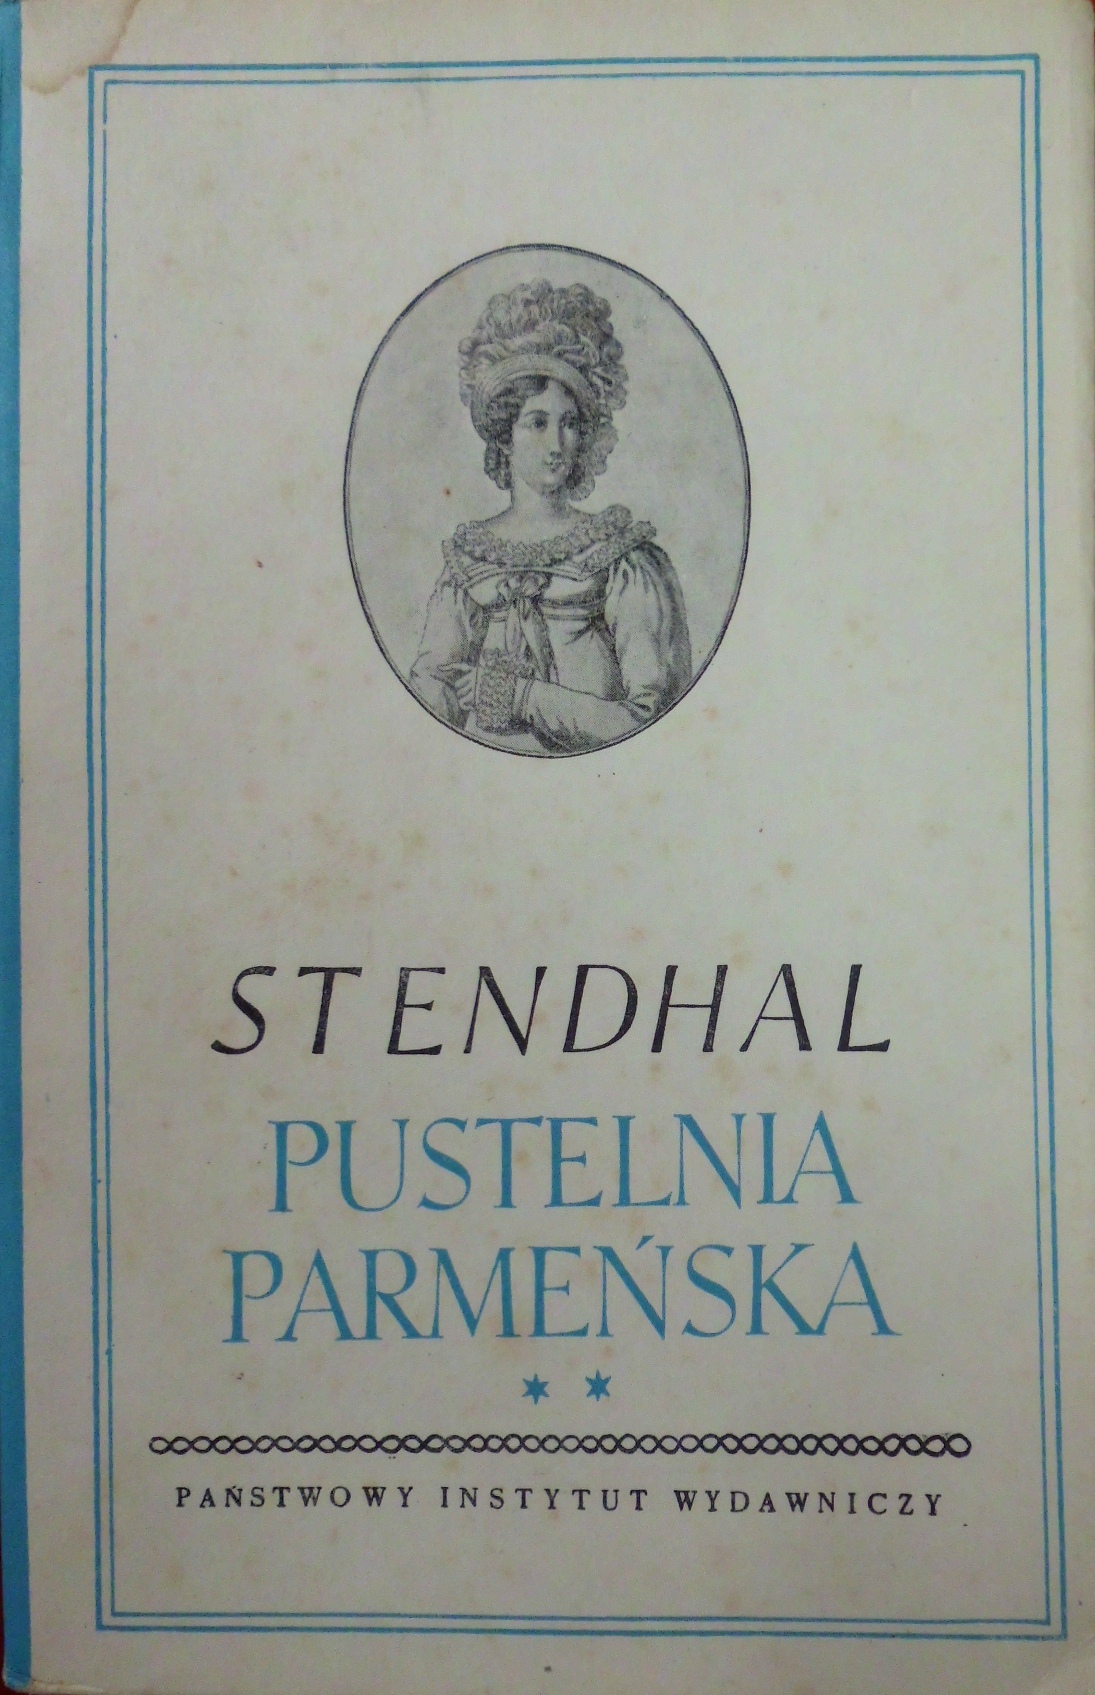 STENDHAL
PUSTELNIA
PARMEŃSKA
PAŃSTWOWY INSTYTUT WYDAWNICZY